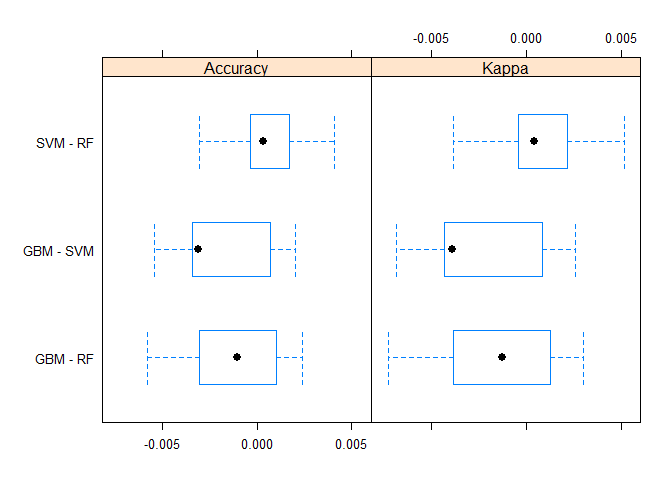 -0.005 0.000 0.005
Accuracy Kappa
SVM - RF
GBM - SVM
GBM - RF
-0.005 0.000 0.005